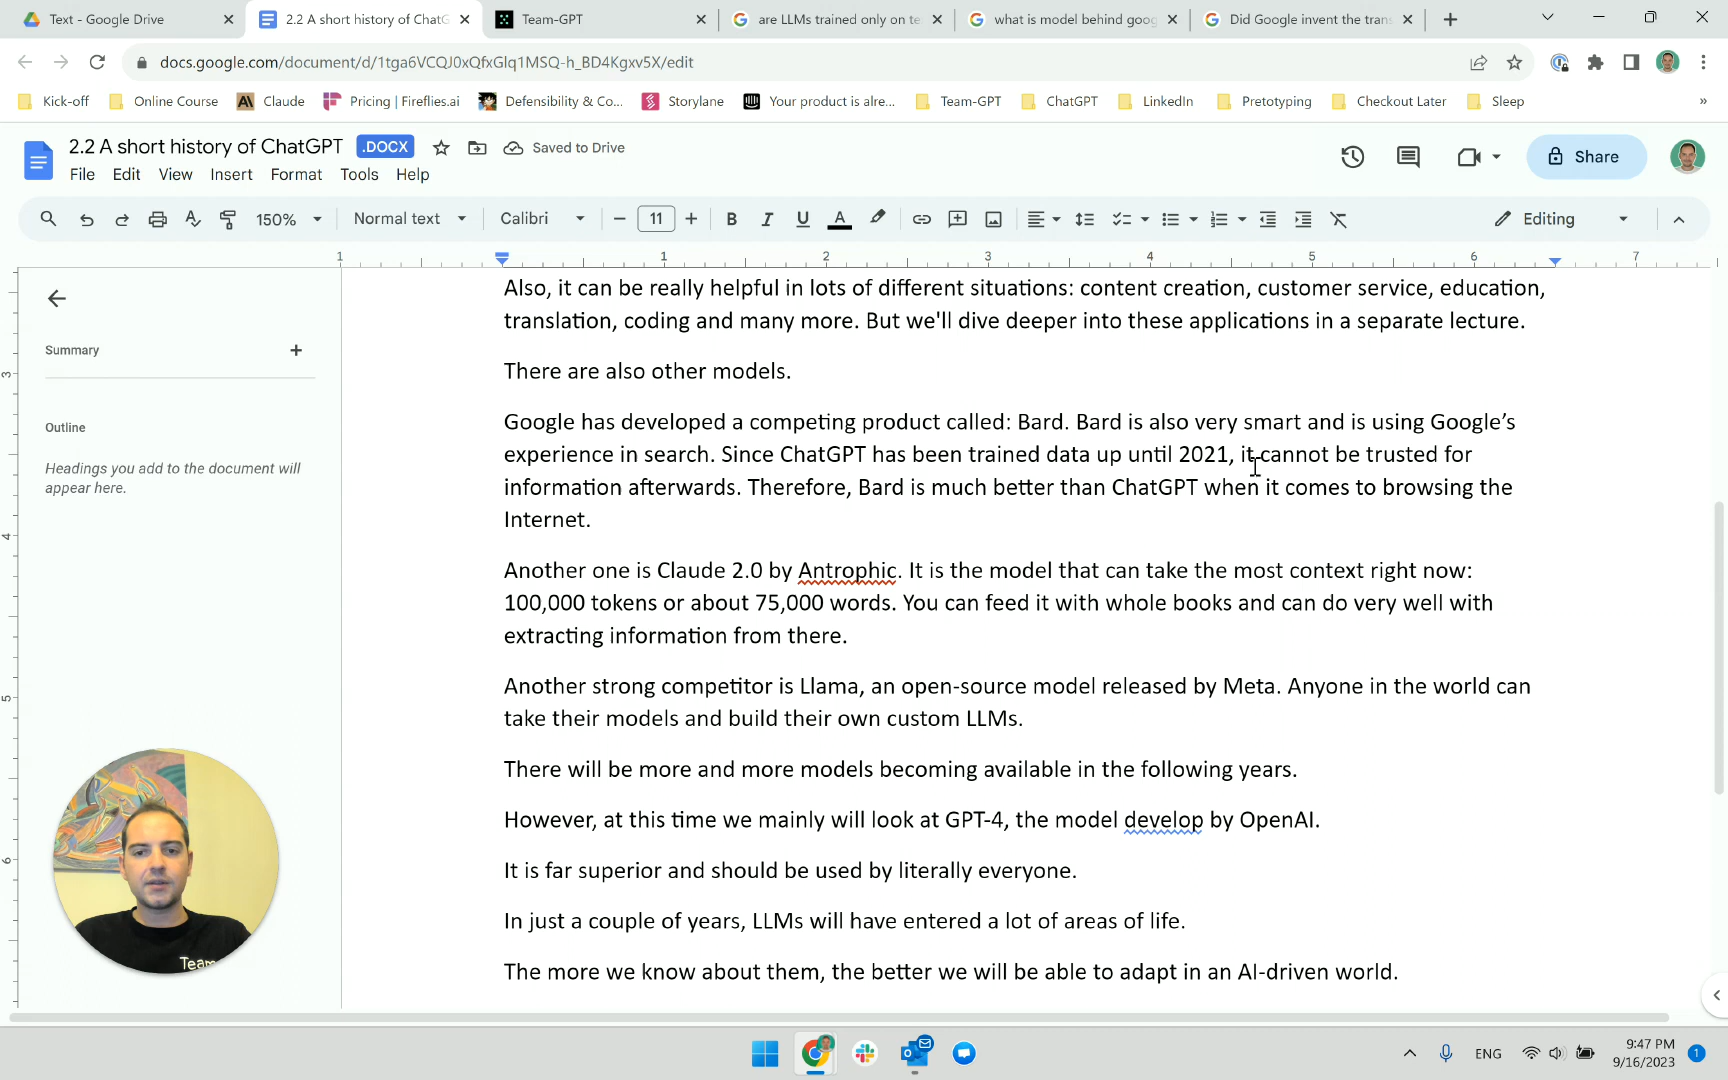 Text - Google Drive
2.2 A short history of ChatG
Team-GPT
are LLMs trained only on te
what is model behind goog
Did Google invent the trans
docs.google.com/document/d/1tga6VCQJ0xQfxGlq1MSQ-h_BD4Kgxv5X/edit
Kick-off
Online Course
Claude
Pricing | Fireflies.ai
Defensibility & Co...
Storylane
Your product is alre...
Team-GPT
ChatGPT
LinkedIn
Pretotyping
Checkout Later
Sleep
2.2 A short history of ChatGPT .DOCX Saved to Drive
Share
File Edit View Insert Format Tools Help
150% Normal text Calibri 11 Editing
1 1 2 3 4 5 6 7
Summary
Outline
Headings you add to the document will
appear here.
3
4
5
6
Also, it can be really helpful in lots of different situations: content creation, customer service, education,
translation, coding and many more. But we'll dive deeper into these applications in a separate lecture.
There are also other models.
Google has developed a competing product called: Bard. Bard is also very smart and is using Google’s
experience in search. Since ChatGPT has been trained data up until 2021, it cannot be trusted for
information afterwards. Therefore, Bard is much better than ChatGPT when it comes to browsing the
Internet.
Another one is Claude 2.0 by Antrophic. It is the model that can take the most context right now:
100,000 tokens or about 75,000 words. You can feed it with whole books and can do very well with
extracting information from there.
Another strong competitor is Llama, an open-source model released by Meta. Anyone in the world can
take their models and build their own custom LLMs.
There will be more and more models becoming available in the following years.
However, at this time we mainly will look at GPT-4, the model develop by OpenAI.
It is far superior and should be used by literally everyone.
In just a couple of years, LLMs will have entered a lot of areas of life.
The more we know about them, the better we will be able to adapt in an AI-driven world.
Team
ENG
9:47 PM
9/16/2023
1